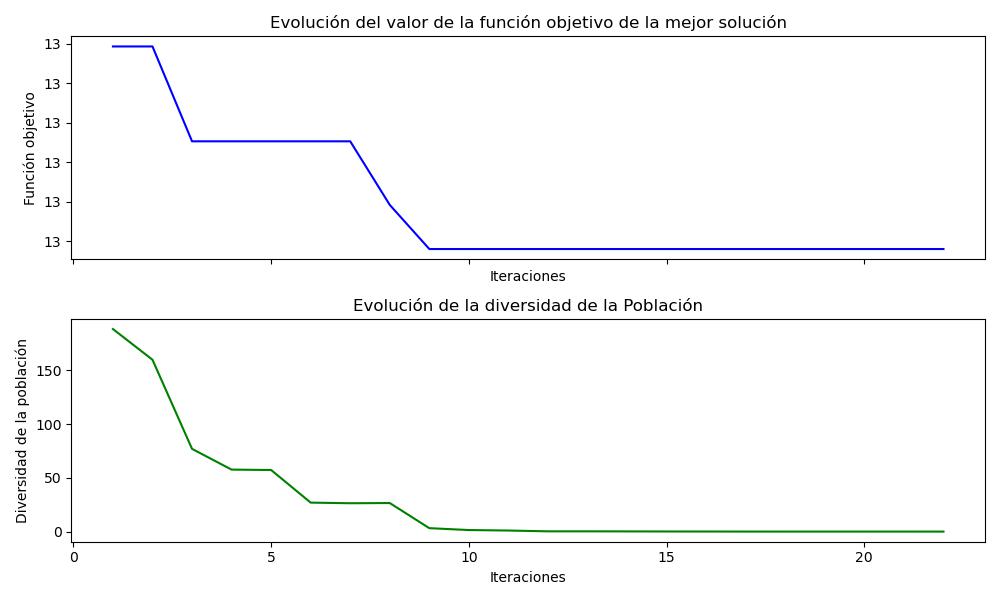 Evolución del valor de la función objetivo de la mejor solución
13
13
13
13
13
13
Función objetivo
Iteraciones
Evolución de la diversidad de la Población
150
100
50
0
Diversidad de la población
0 5 10 15 20
Iteraciones